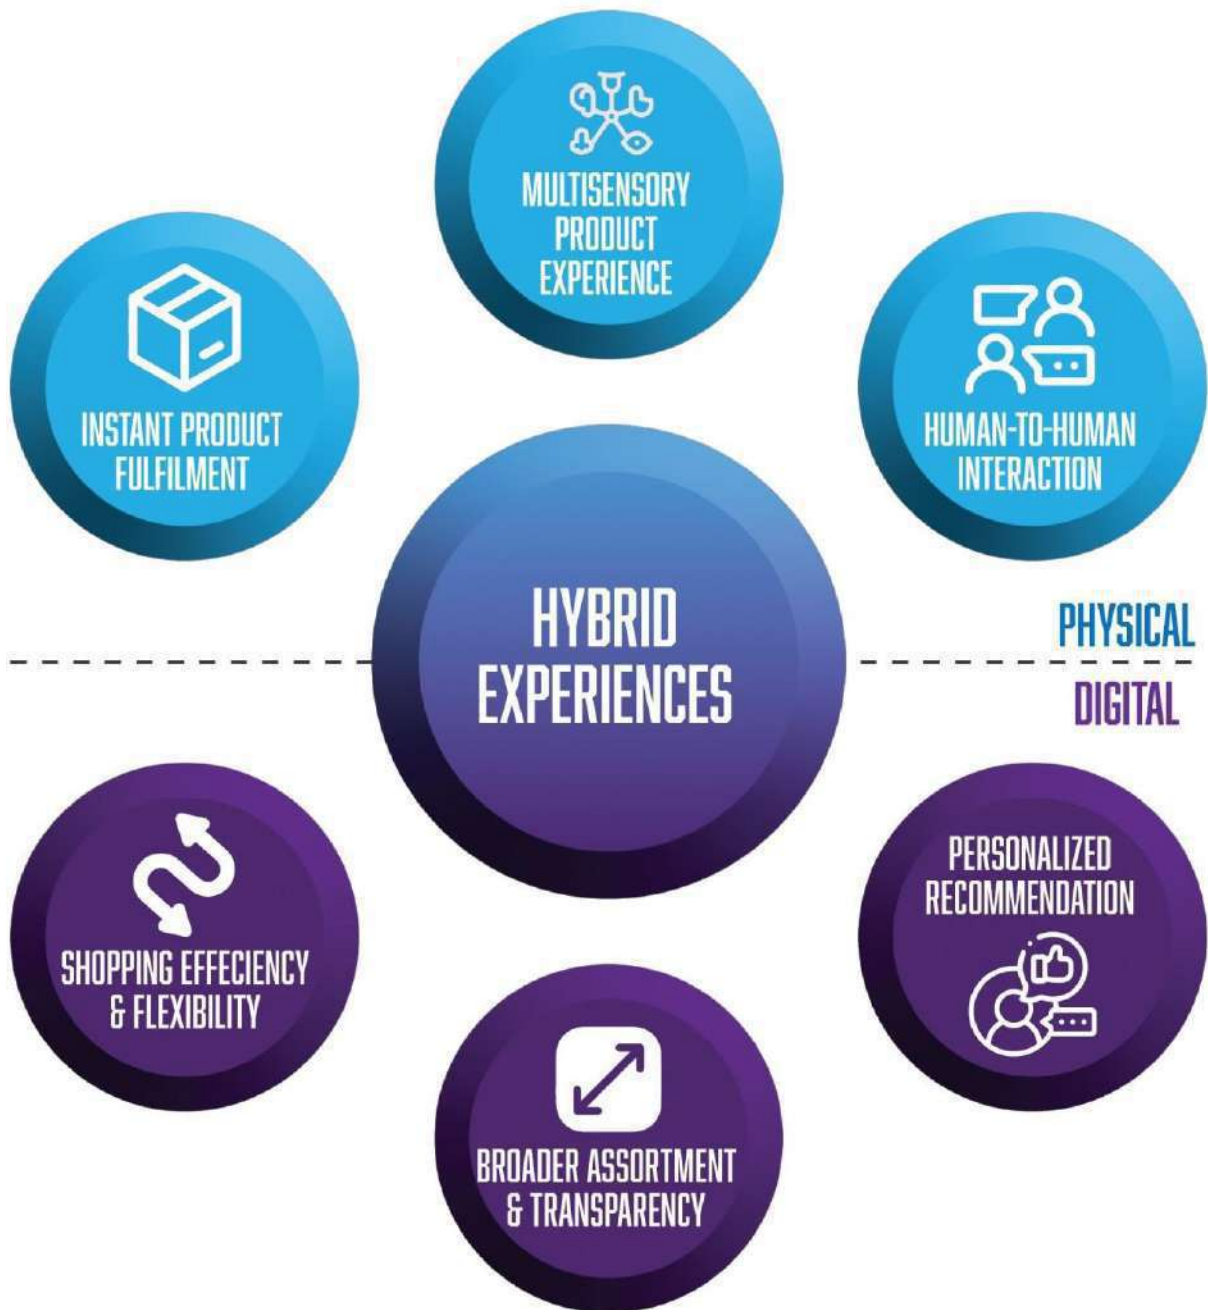 MULTISENSORY
PRODUCT
EXPERIENCE
INSTANT PRODUCT
FULFILMENT
HUMAN-TO-HUMAN
INTERACTION
HYBRID
EXPERIENCES
PHYSICAL
DIGITAL
SHOPPING EFFECIENCY
& FLEXIBILITY
PERSONALIZED
RECOMMENDATION
BROADER ASSORTMENT
& TRANSPARENCY